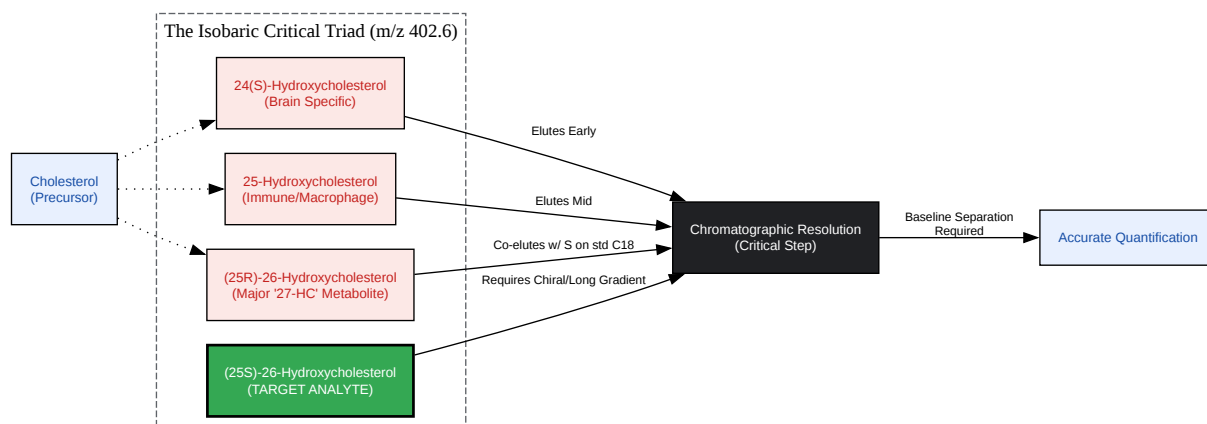 The Isobaric Critical Triad (m/z 402.6)
24(S)-Hydroxycholesterol
(Brain Specific)
Cholesterol
(Precursor)
25-Hydroxycholesterol
(Immune/Macrophage)
(25R)-26-Hydroxycholesterol
(Major '27-HC' Metabolite)
(25S)-26-Hydroxycholesterol
(TARGET ANALYTE)
Elutes Early
Elutes Mid
Co-elutes w/ S on std C18
Requires Chiral/Long Gradient
Chromatographic Resolution
(Critical Step)
Baseline Separation
Required
Accurate Quantification